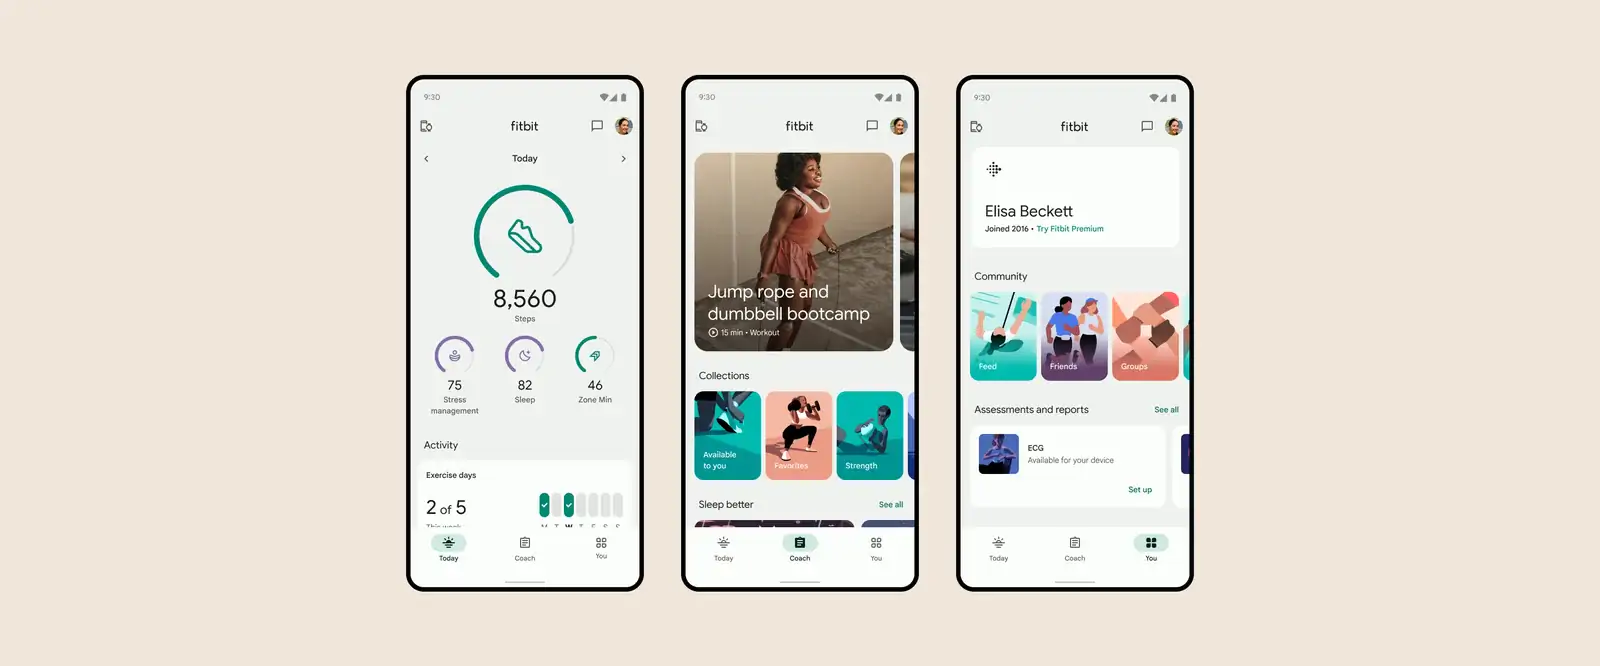 9:30
fitbit
Today
8,560
Steps
75
Stress
management
82
Sleep
46
Zone Min
Activity
Exercise days
2 of 5
This week
M T W T F S S
Today
Coach
You
9:30
fitbit
Jump rope and
dumbbell bootcamp
15 min • Workout
Collections
Available
to you
Favorites
Strength
Sleep better
See all
Today
Coach
You
9:30
fitbit
Elisa Beckett
Joined 2016 • Try Fitbit Premium
Community
Feed
Friends
Groups
Assessments and reports
See all
ECG
Available for your device
Set up
Today
Coach
You